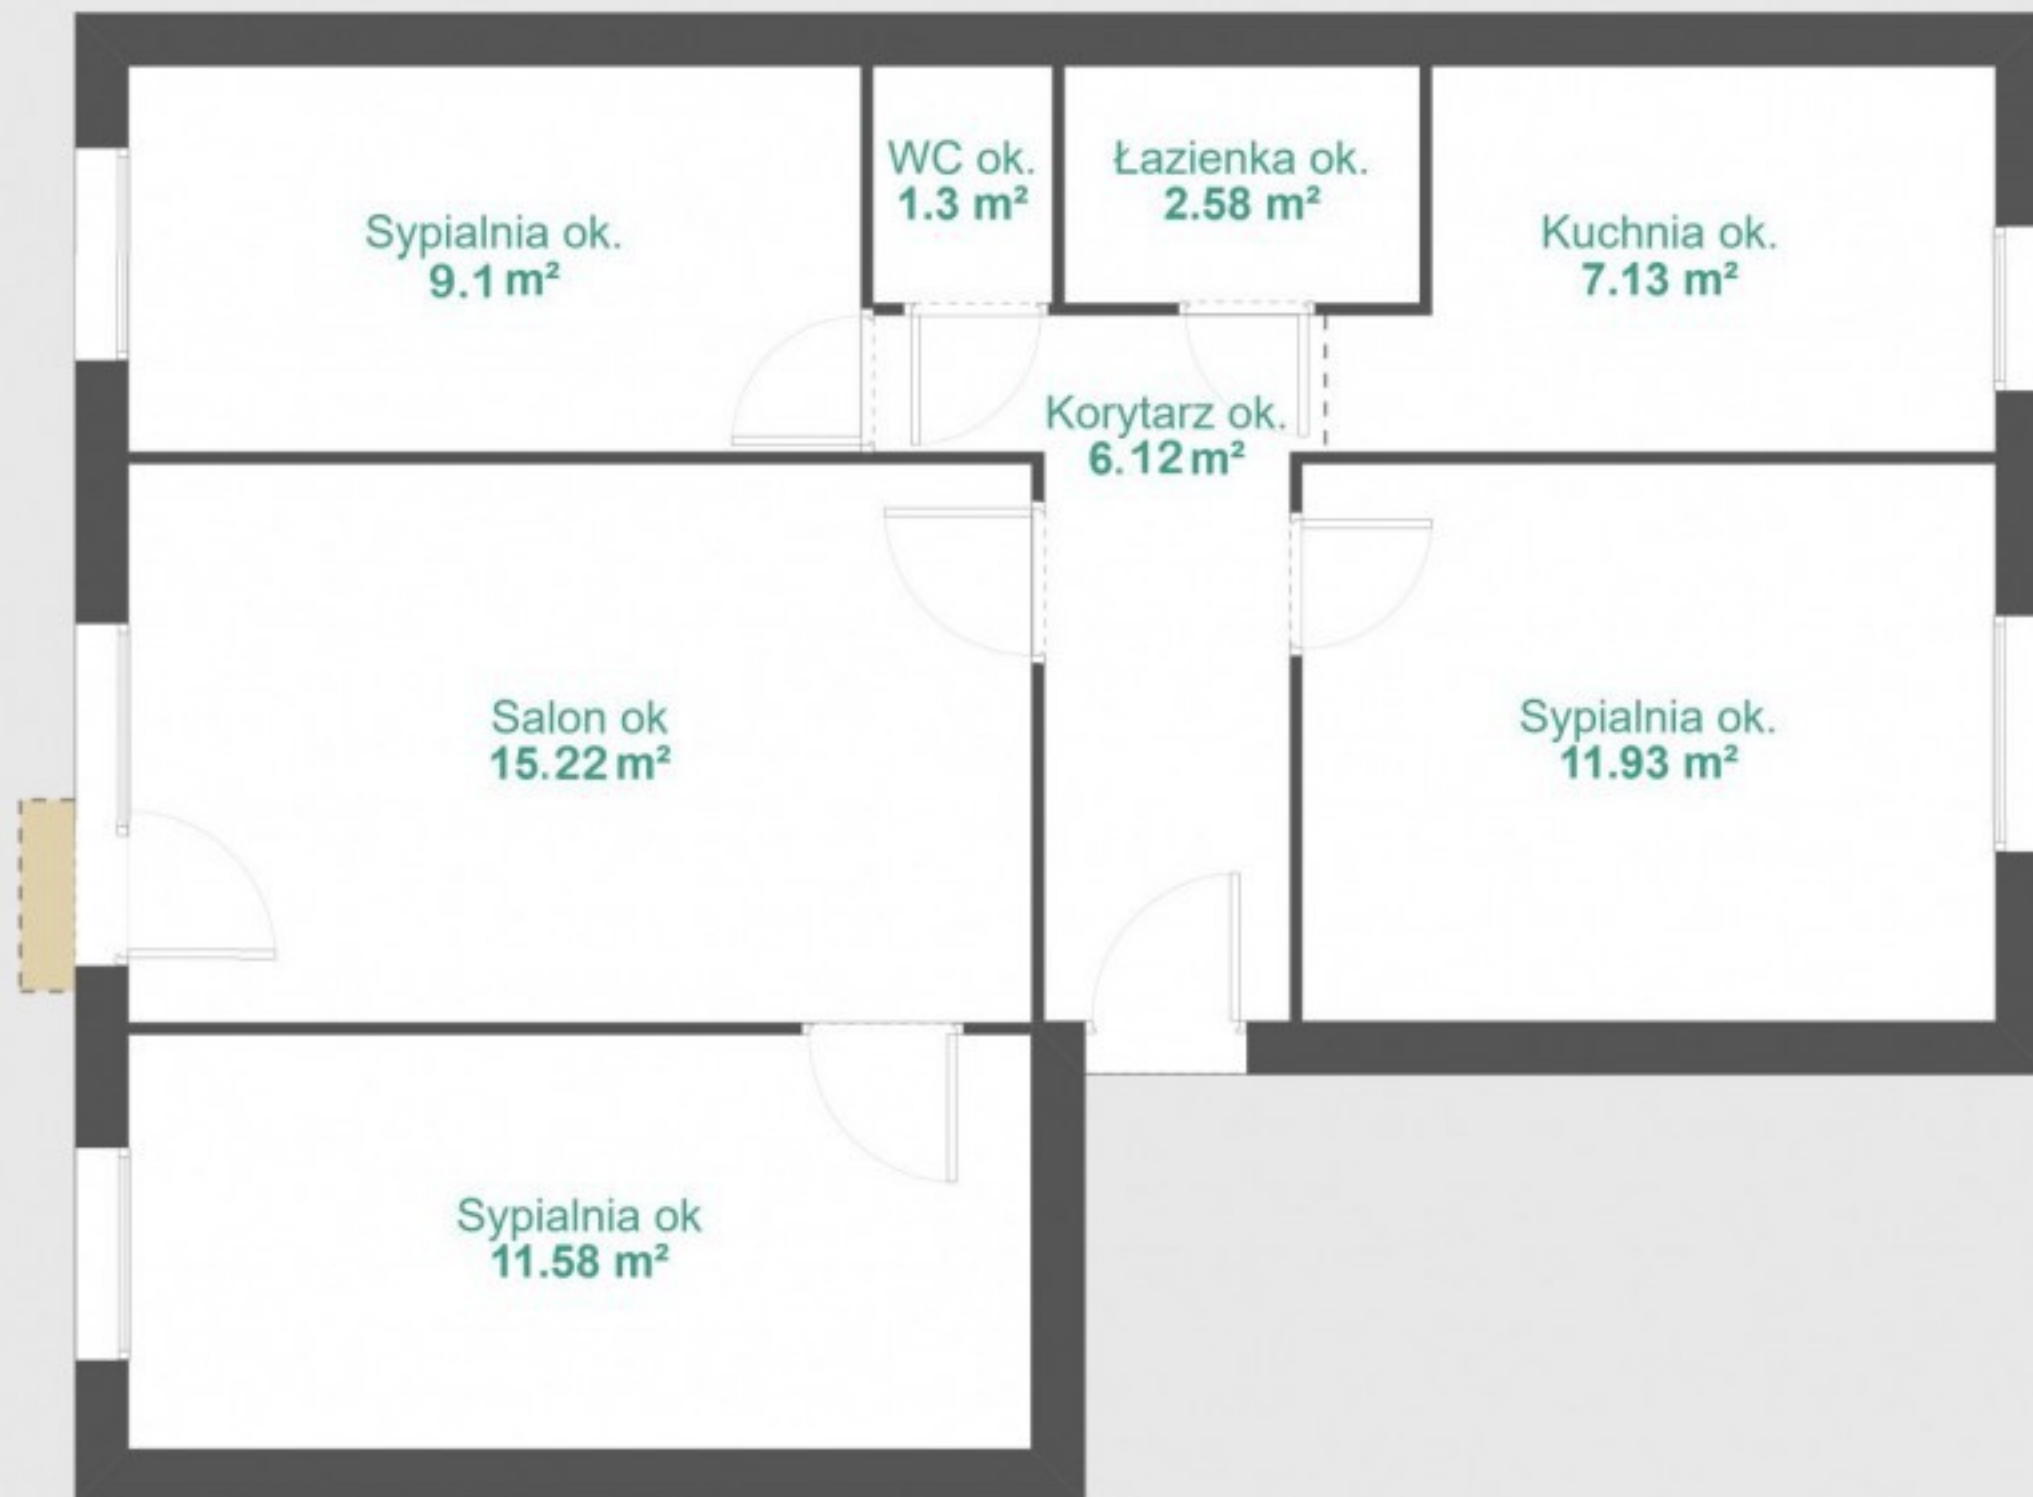 WC ok.
1.3 m²
Łazienka ok.
2.58 m²
Sypialnia ok.
9.1 m²
Kuchnia ok.
7.13 m²
Korytarz ok.
6.12 m²
Salon ok
15.22 m²
Sypialnia ok.
11.93 m²
Sypialnia ok
11.58 m²